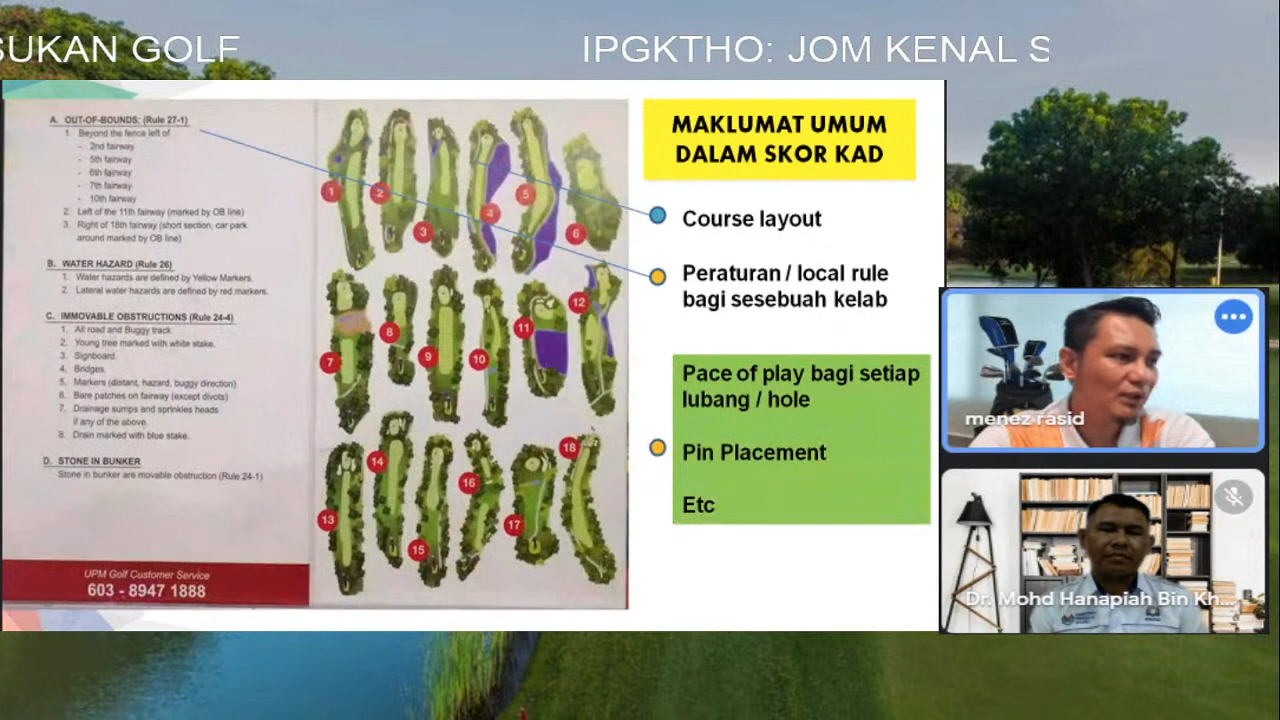 SUKAN GOLF
IPGKTHO: JOM KENAL S
A. OUT-OF-BOUNDS: (Rule 27-1)
1. Beyond the fence left of
- 2nd fairway
- 5th fairway
- 6th fairway
- 7th fairway
- 10th fairway
2. Left of the 11th fairway (marked by OB line)
3. Right of 18th fairway (short section, car park
around marked by OB line)
B. WATER HAZARD (Rule 26)
1. Water hazards are defined by Yellow Markers.
2. Lateral water hazards are defined by red markers.
C. IMMOVABLE OBSTRUCTIONS (Rule 24-4)
1. All road and Buggy track.
2. Young tree marked with white stake.
3. Signboard.
4. Bridges.
5. Markers (distant, hazard, buggy direction)
6. Bare patches on fairway (except divots)
7. Drainage sumps and sprinkles heads
if any of the above.
8. Drain marked with blue stake.
D. STONE IN BUNKER
Stone in bunker are movable obstruction (Rule 24-1)
UPM Golf Customer Service
603 - 8947 1888
1
2
3
4
5
6
7
8
9
10
11
12
13
14
15
16
17
18
MAKLUMAT UMUM
DALAM SKOR KAD
Course layout
Peraturan / local rule
bagi sesebuah kelab
Pace of play bagi setiap
lubang / hole
Pin Placement
Etc
menez rasid
Dr. Mohd Hanapiah Bin Kh...